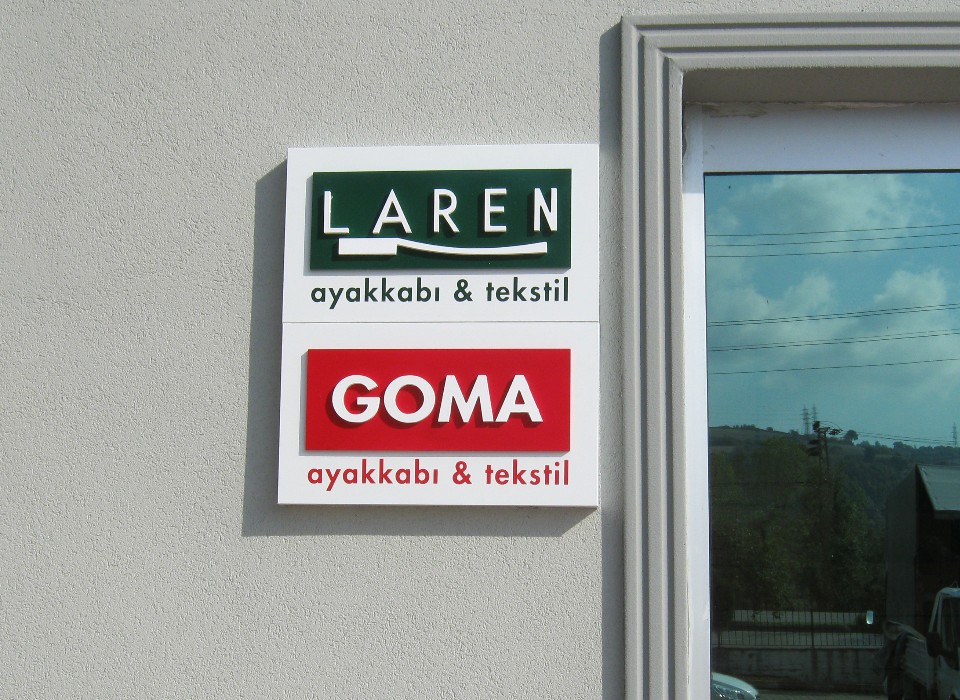 LAREN
ayakkabı & tekstil
GOMA
ayakkabı & tekstil